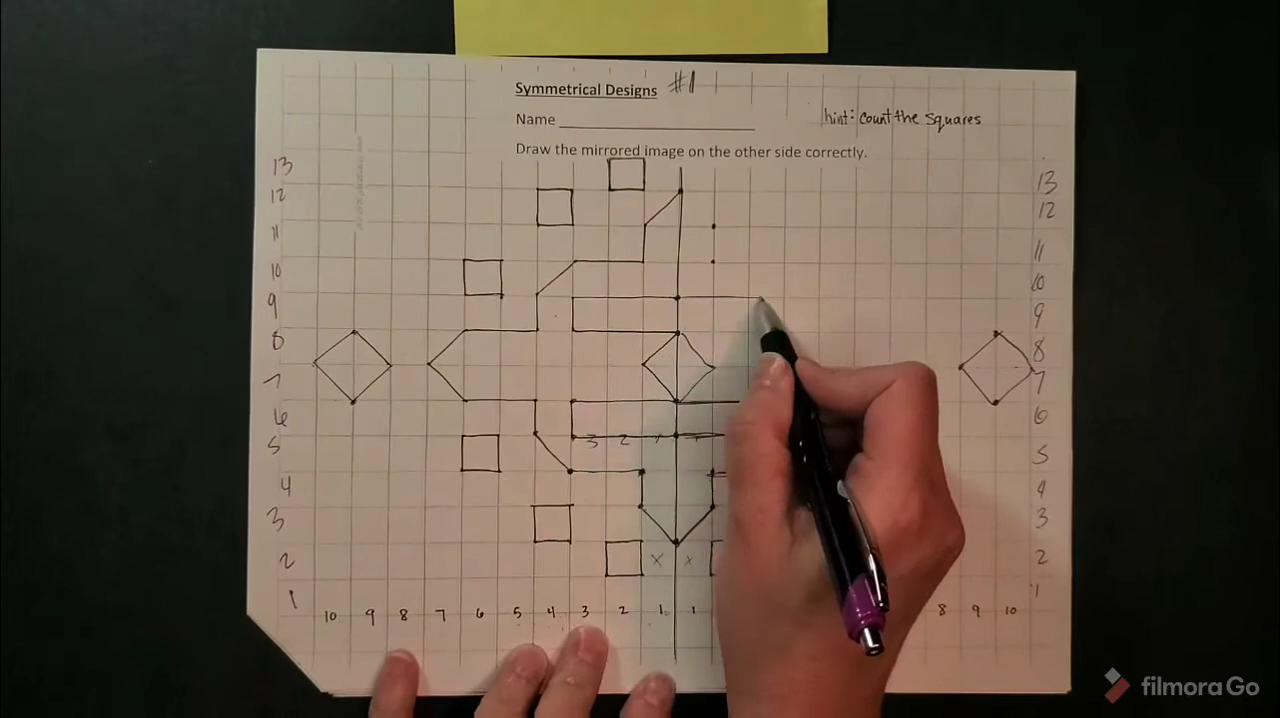 Symmetrical Designs #1
Name
hint: count the squares
Draw the mirrored image on the other side correctly.
13 13
12 12
11 11
10 10
9 9
8 8
7 7
6 6
5 3 2 1 1 5
4 4
3 3
2 x x 2
1 1
10 9 8 7 6 5 4 3 2 1 1 8 9 10
filmora Go